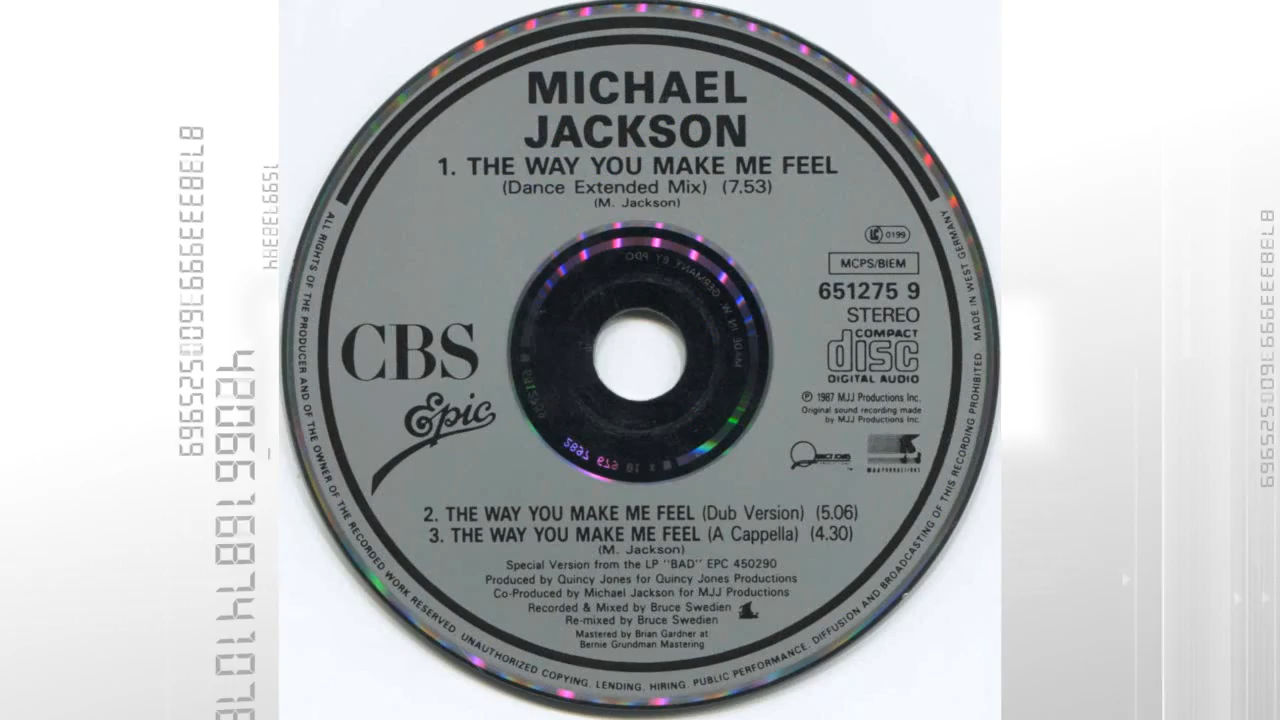 MICHAEL
JACKSON
1. THE WAY YOU MAKE ME FEEL
(Dance Extended Mix) (7.53)
(M. Jackson)
0199
MCPS/BIEM
651275 9
STEREO
COMPACT
disc
DIGITAL AUDIO
℗ 1987 MJJ Productions Inc.
Original sound recording made
by MJJ Productions Inc.
CBS
Epic
MADE IN W. GERMANY BY PDO
2. THE WAY YOU MAKE ME FEEL (Dub Version) (5.06)
3. THE WAY YOU MAKE ME FEEL (A Cappella) (4.30)
(M. Jackson)
Special Version from the LP "BAD" EPC 450290
Produced by Quincy Jones for Quincy Jones Productions
Co-Produced by Michael Jackson for MJJ Productions
Recorded & Mixed by Bruce Swedien
Re-mixed by Bruce Swedien
Mastered by Brian Gardner at
Bernie Grundman Mastering
ALL RIGHTS OF THE PRODUCER AND OF THE OWNER OF THE RECORDED WORK RESERVED. UNAUTHORIZED COPYING, LENDING, HIRING, PUBLIC PERFORMANCE, DIFFUSION AND BROADCASTING OF THIS RECORDING PROHIBITED MADE IN WEST GERMANY